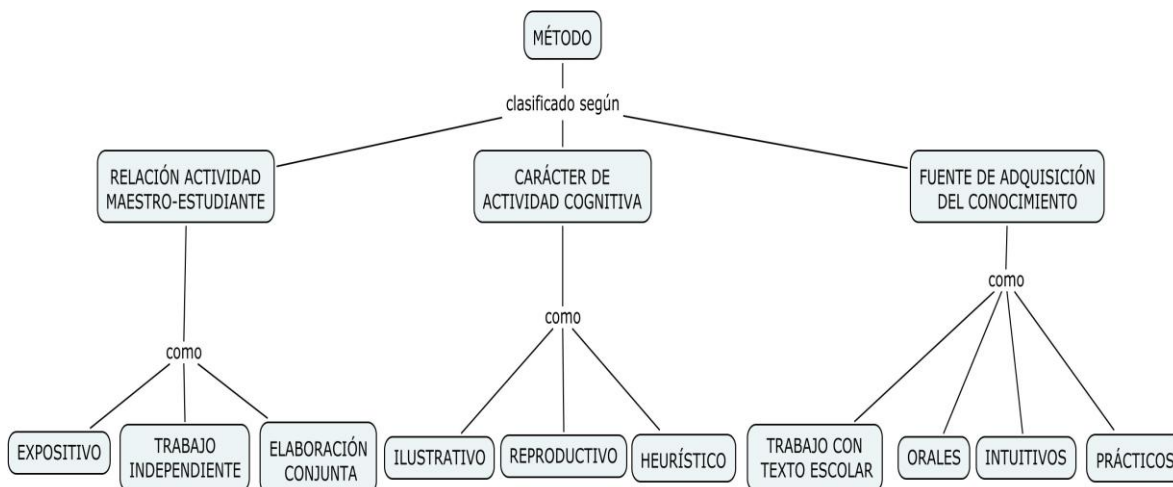 MÉTODO
clasificado según
RELACIÓN ACTIVIDAD
MAESTRO-ESTUDIANTE
CARÁCTER DE
ACTIVIDAD COGNITIVA
FUENTE DE ADQUISICIÓN
DEL CONOCIMIENTO
como
como
como
EXPOSITIVO
TRABAJO
INDEPENDIENTE
ELABORACIÓN
CONJUNTA
ILUSTRATIVO
REPRODUCTIVO
HEURÍSTICO
TRABAJO CON
TEXTO ESCOLAR
ORALES
INTUITIVOS
PRÁCTICOS